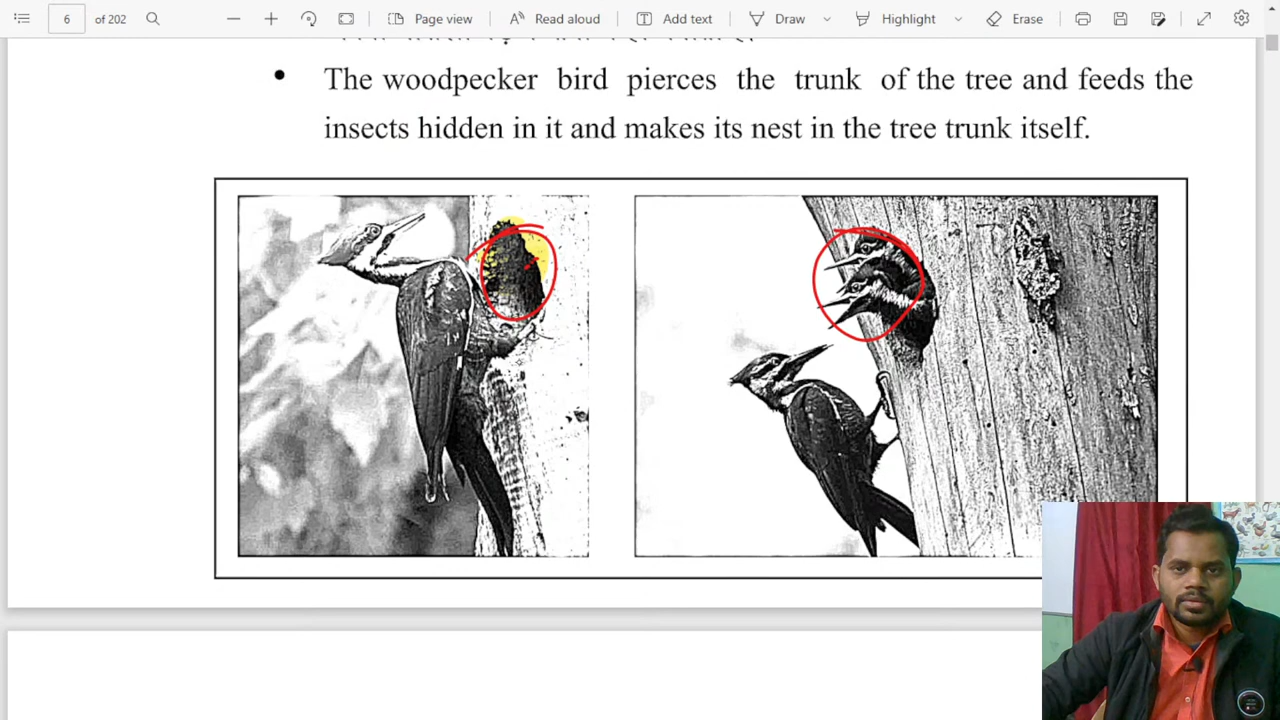 6 of 202 Page view Read aloud Add text Draw Highlight Erase
• The woodpecker bird pierces the trunk of the tree and feeds the
insects hidden in it and makes its nest in the tree trunk itself.